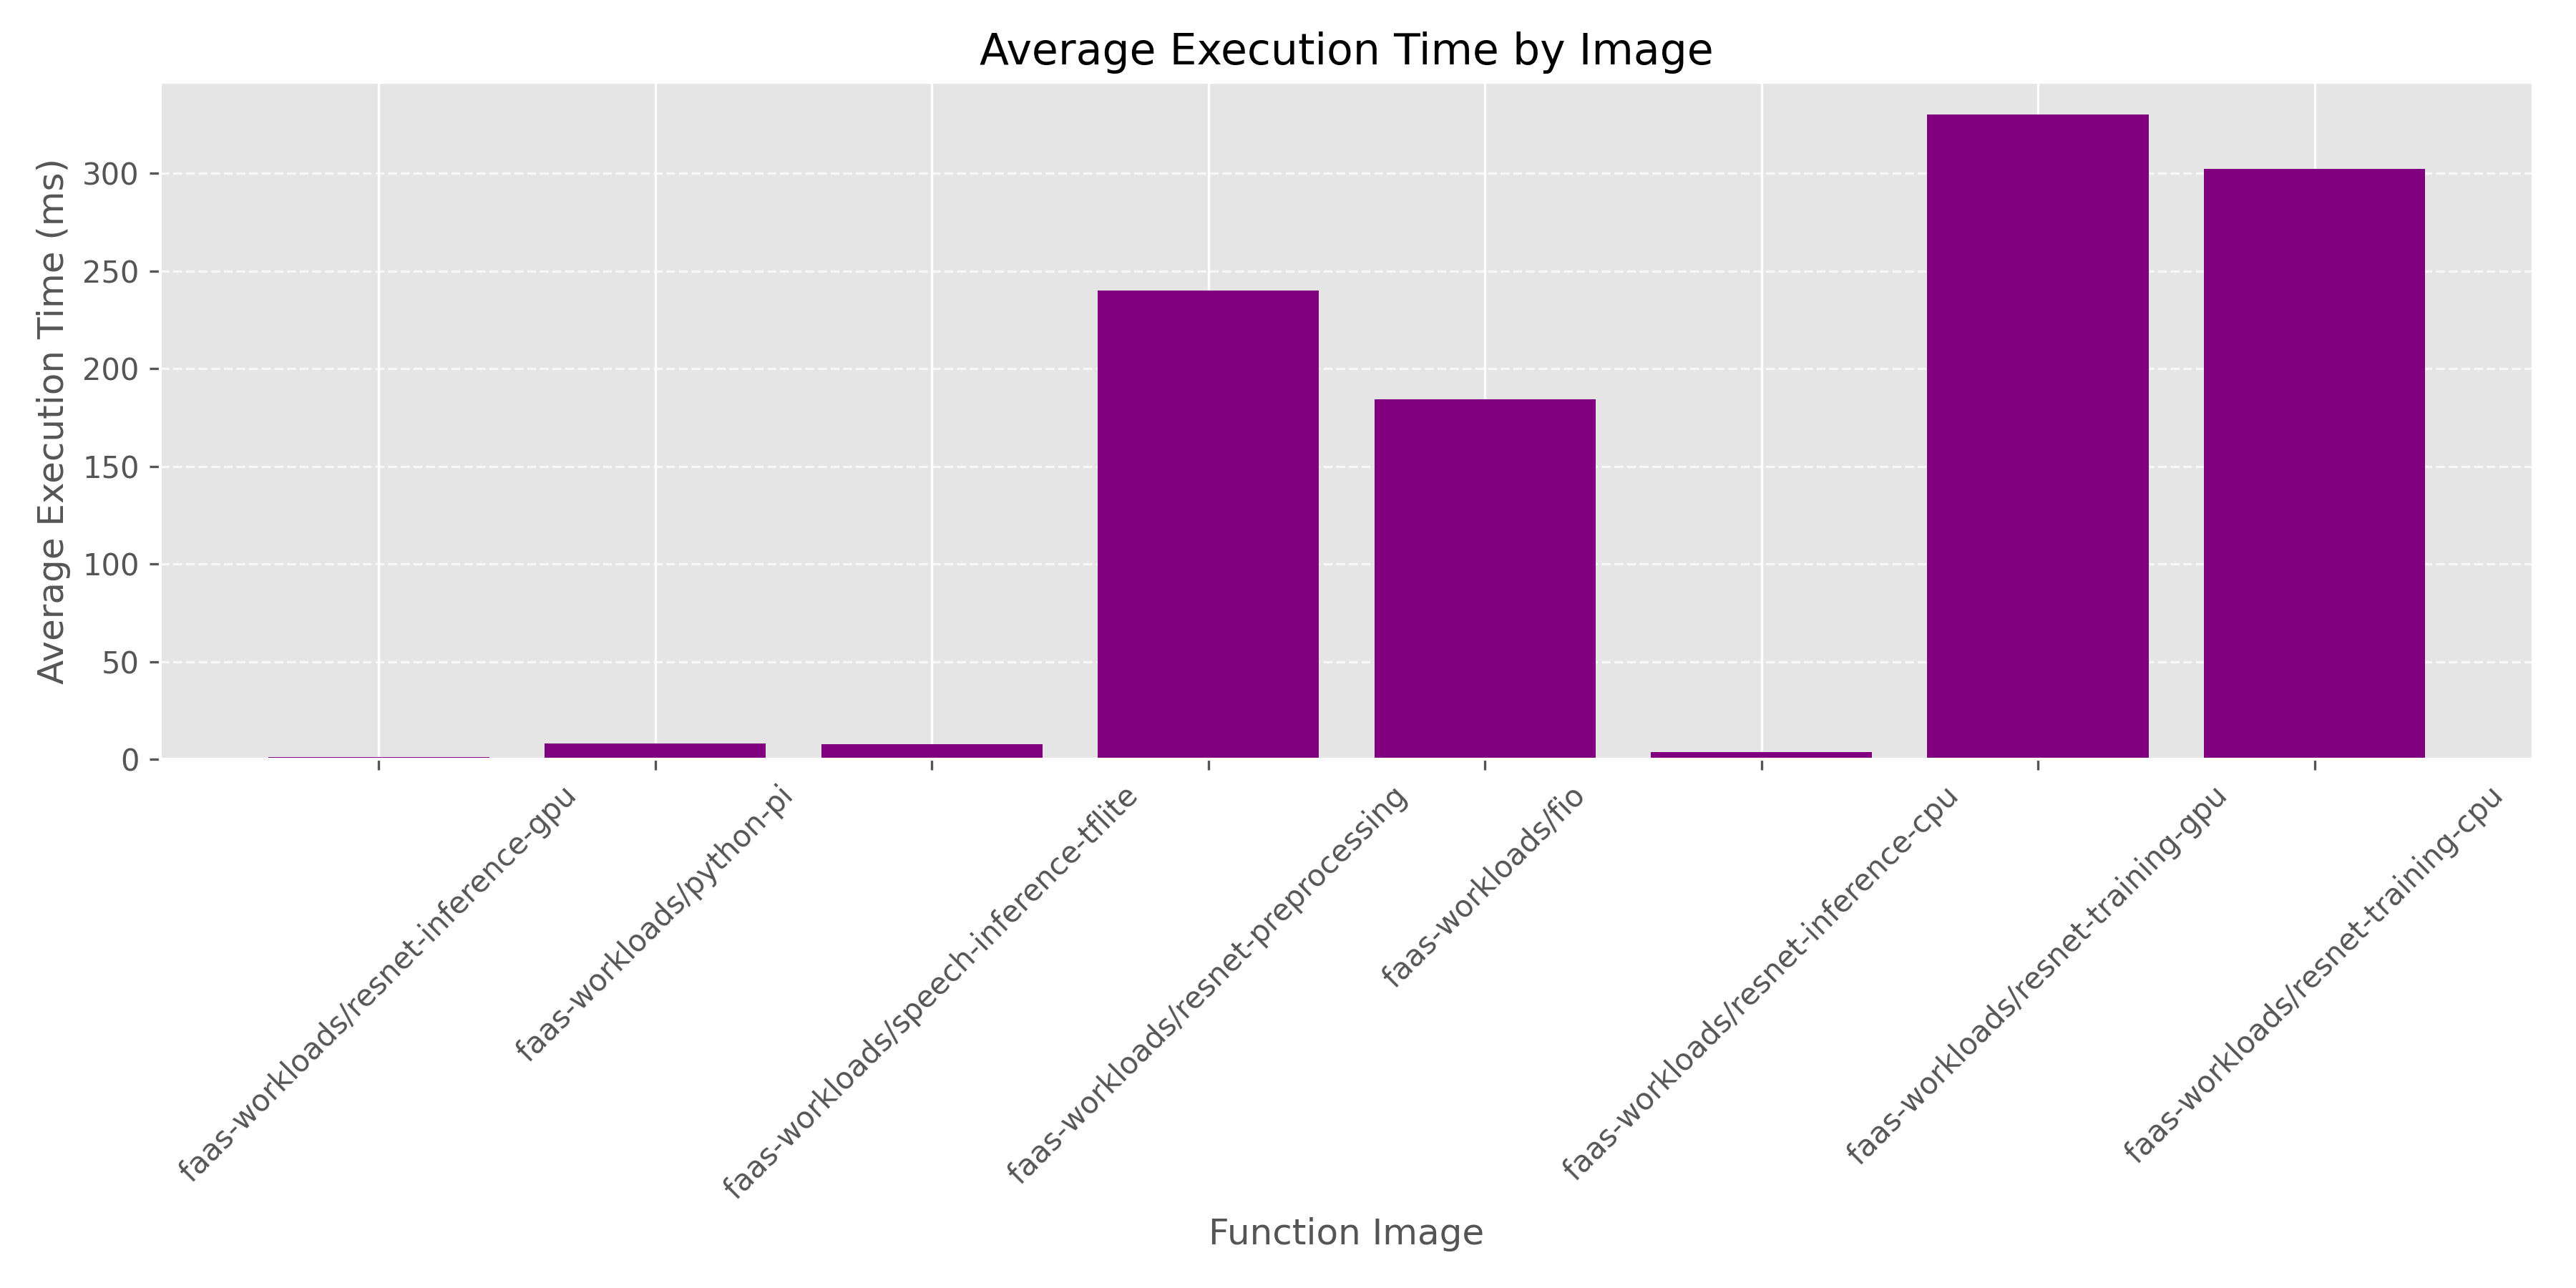 Average Execution Time by Image
Average Execution Time (ms)
300
250
200
150
100
50
0
faas-workloads/resnet-inference-gpu
faas-workloads/python-pi
faas-workloads/speech-inference-tflite
faas-workloads/resnet-preprocessing
faas-workloads/fio
faas-workloads/resnet-inference-cpu
faas-workloads/resnet-training-gpu
faas-workloads/resnet-training-cpu
Function Image